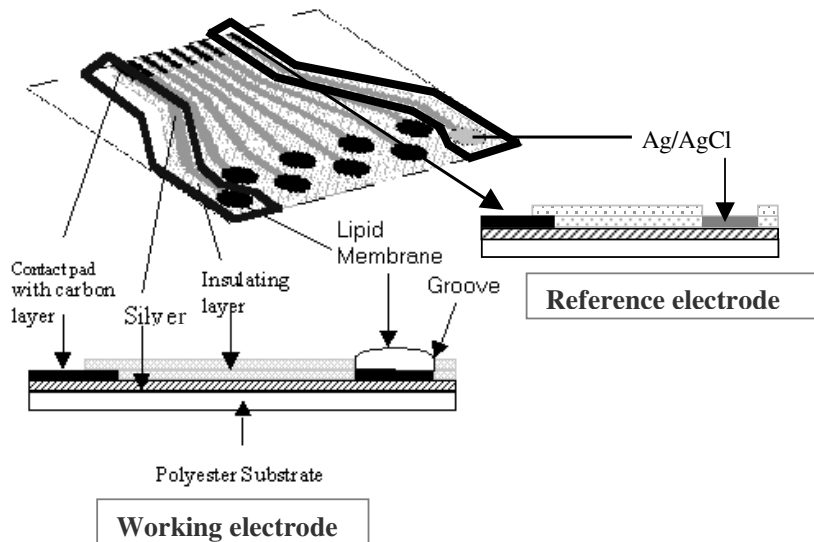 Ag/AgCl
Lipid
Membrane
Groove
Contact pad
with carbon
layer
Silver
Insulating
layer
Reference electrode
Polyester Substrate
Working electrode